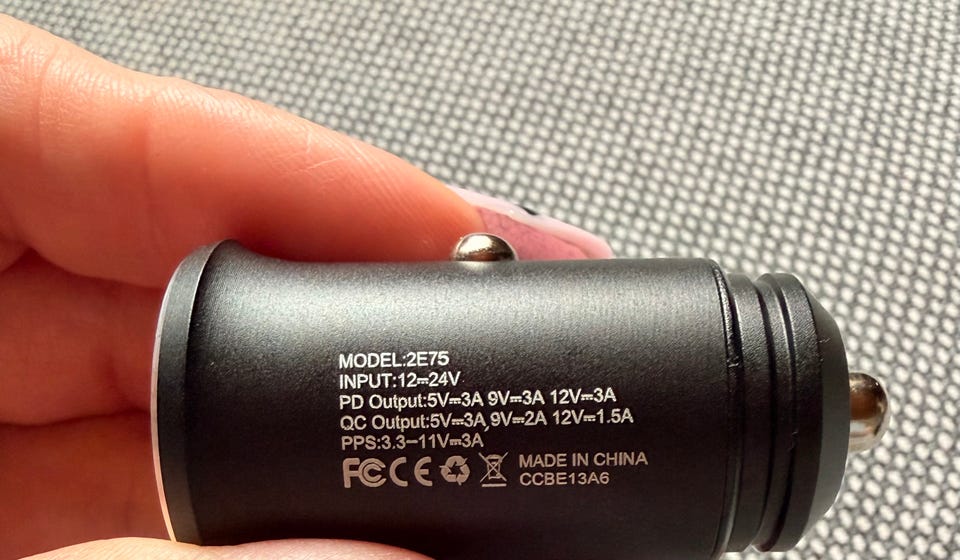 MODEL:2E75
INPUT:12⎓24V
PD Output:5V⎓3A 9V⎓3A 12V⎓3A
QC Output:5V⎓3A,9V⎓2A 12V⎓1.5A
PPS:3.3-11V⎓3A
FC CE MADE IN CHINA
CCBE13A6